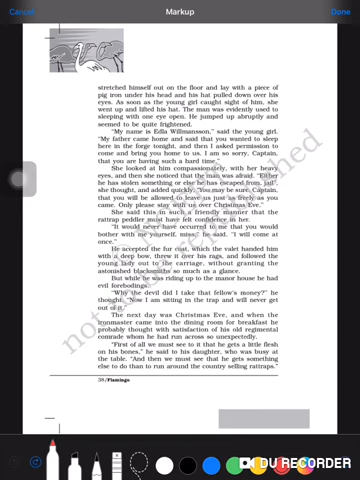 Cancel
Markup
Done
stretched himself out on the floor and lay with a piece of
pig iron under his head and his hat pulled down over his
eyes. As soon as the young girl caught sight of him, she
went up and lifted his hat. The man was evidently used to
sleeping with one eye open. He jumped up abruptly and
seemed to be quite frightened.
"My name is Edla Willmansson," said the young girl.
"My father came home and said that you wanted to sleep
here in the forge tonight, and then I asked permission to
come and bring you home to us. I am so sorry, Captain,
that you are having such a hard time."
She looked at him compassionately, with her heavy
eyes, and then she noticed that the man was afraid. "Either
he has stolen something or else he has escaped from jail",
she thought, and added quickly, "You may be sure, Captain,
that you will be allowed to leave us just as freely as you
came. Only please stay with us over Christmas Eve."
She said this in such a friendly manner that the
rattrap peddler must have felt confidence in her.
"It would never have occurred to me that you would
bother with me yourself, miss," he said. "I will come at
once."
He accepted the fur coat, which the valet handed him
with a deep bow, threw it over his rags, and followed the
young lady out to the carriage, without granting the
astonished blacksmiths so much as a glance.
But while he was riding up to the manor house he had
evil forebodings.
"Why the devil did I take that fellow's money?" he
thought. "Now I am sitting in the trap and will never get
out of it."
The next day was Christmas Eve, and when the
ironmaster came into the dining room for breakfast he
probably thought with satisfaction of his old regimental
comrade whom he had run across so unexpectedly.
"First of all we must see to it that he gets a little flesh
on his bones," he said to his daughter, who was busy at
the table. "And then we must see that he gets something
else to do than to run around the country selling rattraps."
38/Flamingo
DU RECORDER